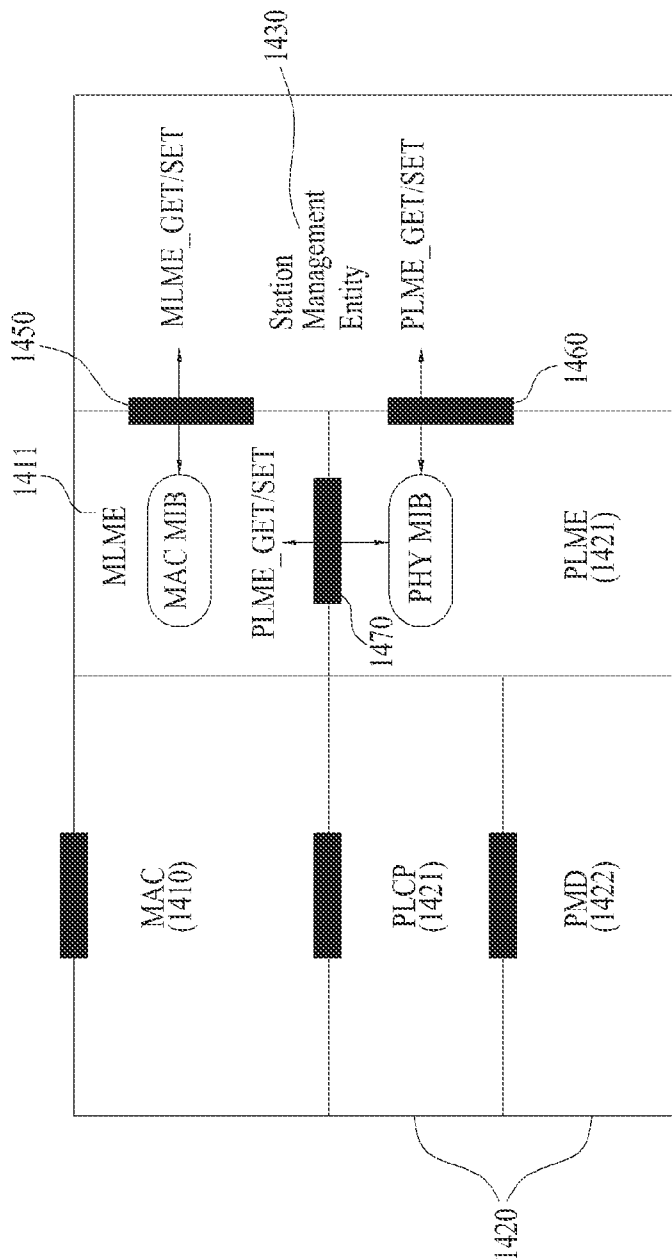 1411
1450
MLME
MAC MIB
MLME_GET/SET
1430
MAC
(1410)
PLME_GET/SET
Station
Management
Entity
1470
PHY MIB
PLME_GET/SET
PLCP
(1421)
1460
PMD
(1422)
PLME
(1421)
1420